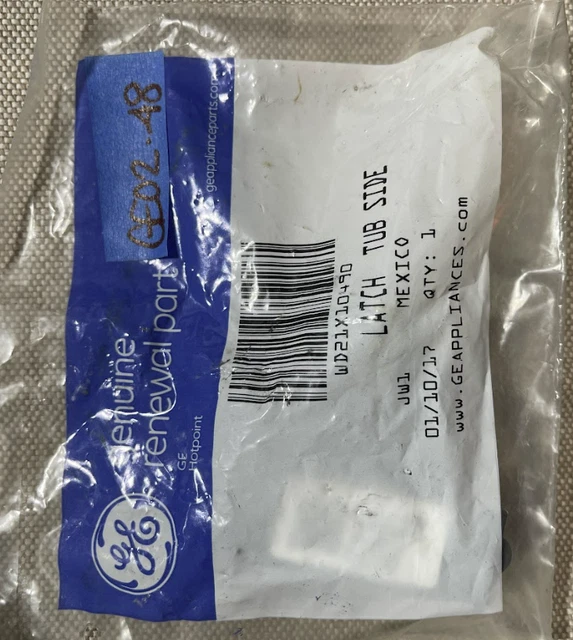 GE02-48
genuine
renewal parts
GE
Hotpoint
geapplianceparts.com
GE
WD21X10490
LATCH TUB SIDE
JW1 MEXICO
01/10/17 QTY: 1
www.GEAPPLIANCES.com